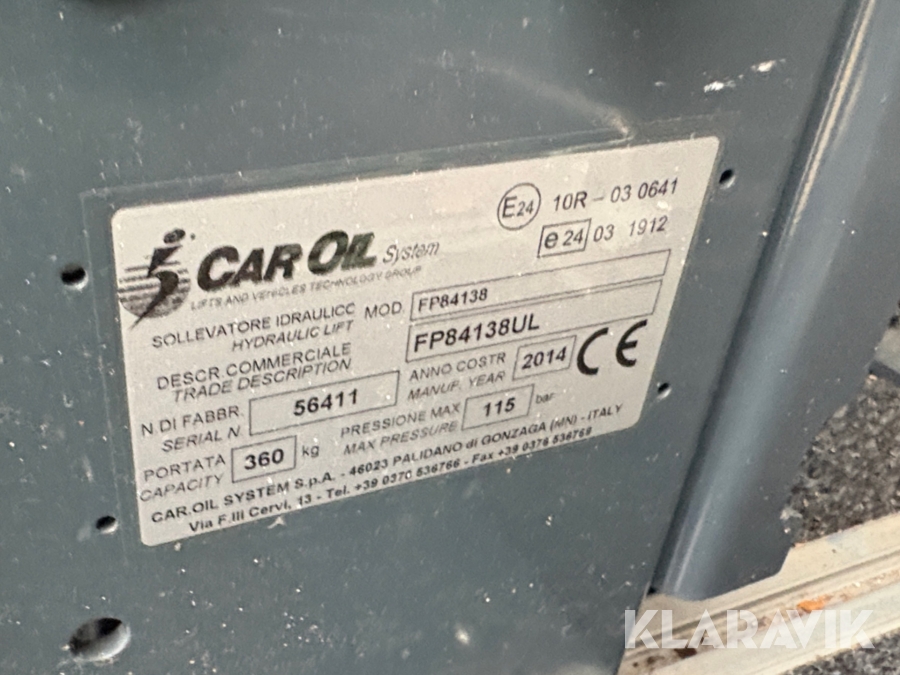 E24 10R - 03 0641
e 24 03 1912
CAR OIL System
LIFTS AND VEHICLES TECHNOLOGY GROUP
SOLLEVATORE IDRAULICO MOD. FP84138
HYDRAULIC LIFT
DESCR.COMMERCIALE FP84138UL
TRADE DESCRIPTION
N DI FABBR. 56411 ANNO COSTR 2014 CE
SERIAL N. MANUF. YEAR
PORTATA 360 kg PRESSIONE MAX 115 bar
CAPACITY MAX PRESSURE
CAR.OIL SYSTEM S.p.A. - 46023 PALIDANO di GONZAGA (MN) - ITALY
Via F.lli Cervi, 13 - Tel. +39 0376 536766 - Fax +39 0376 536769
KLARAVIK